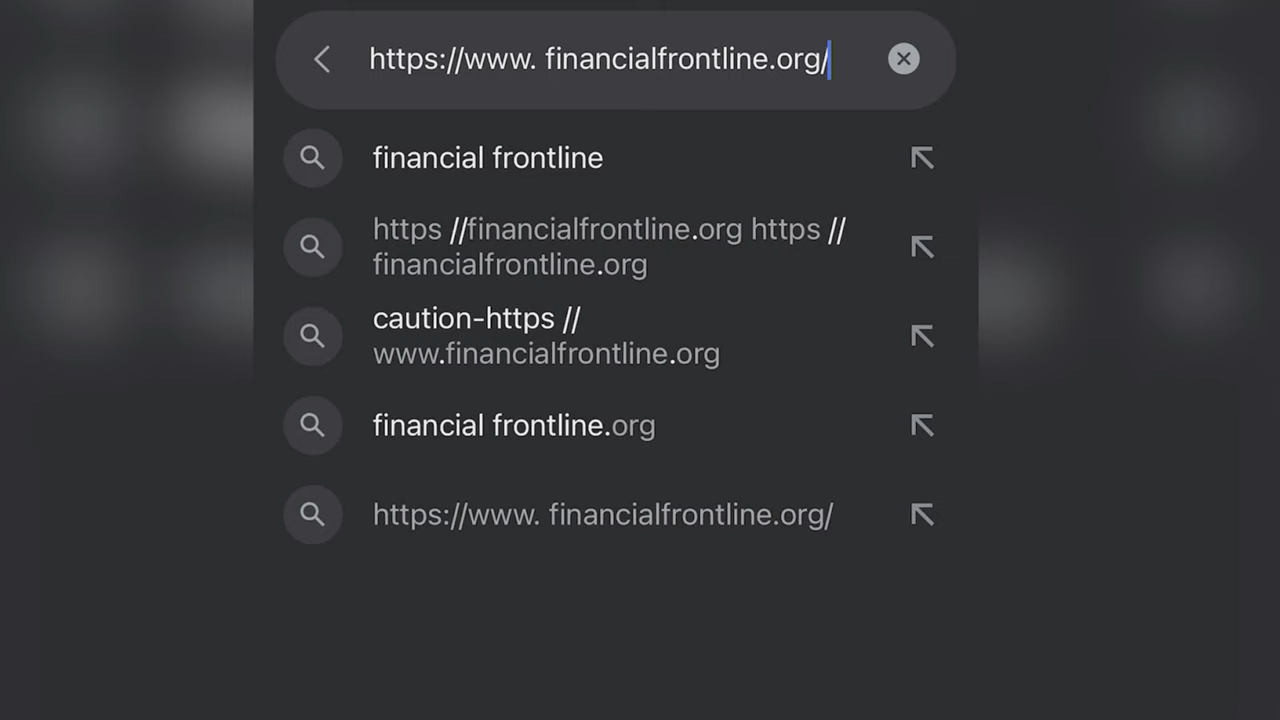 https://www. financialfrontline.org/
financial frontline
https //financialfrontline.org https //
financialfrontline.org
caution-https //
www.financialfrontline.org
financial frontline.org
https://www. financialfrontline.org/